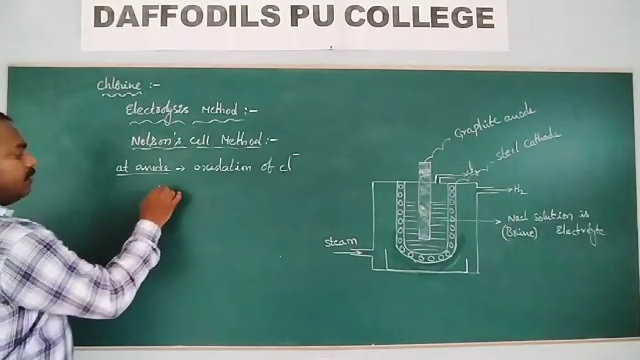 DAFFODILS PU COLLEGE
Chlorine :-
Electrolysis Method :-
Nelson's Cell Method :-
at anode → oxidation of Cl⁻
Graphite anode
steel cathode
→ H₂
Nacl solution is
(Brine) Electrolyte
steam